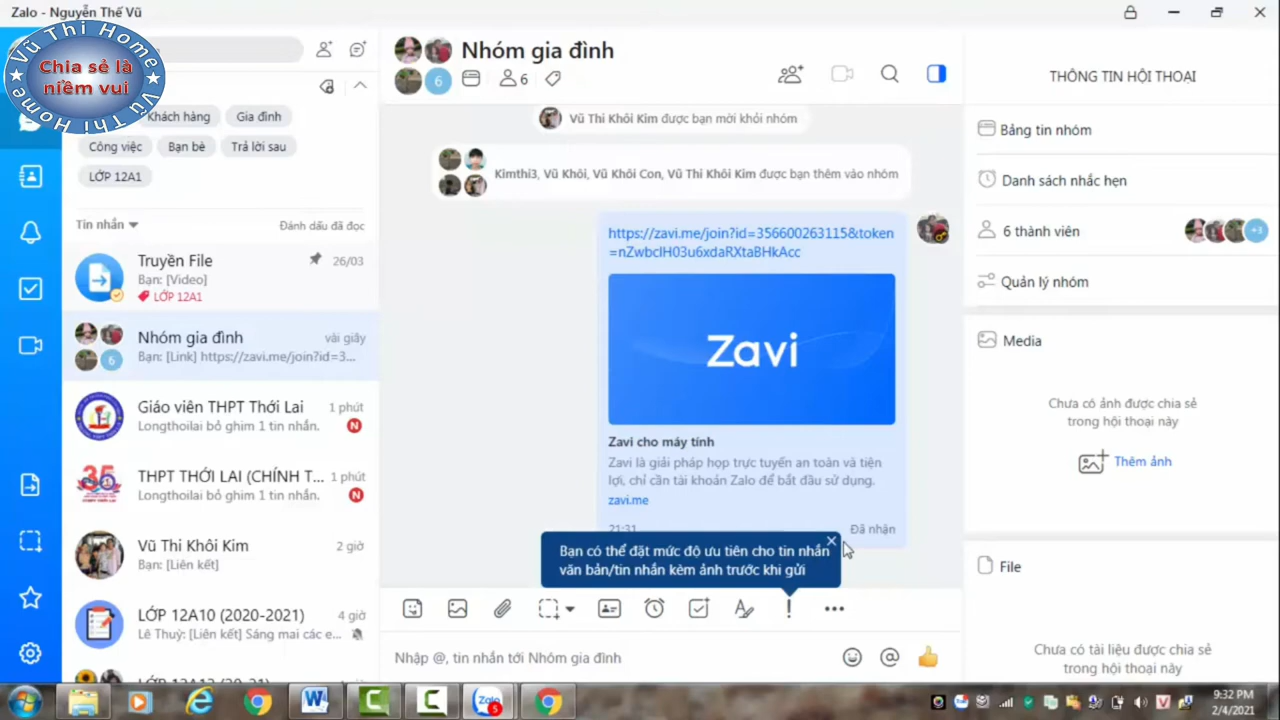 Zalo - Nguyễn Thế Vũ
Vũ Thi Home
Chia sẻ là
niềm vui
Vũ Thi Home
Khách hàng
Gia đình
Công việc
Bạn bè
Trả lời sau
LỚP 12A1
Tin nhắn
Đánh dấu đã đọc
Truyền File
26/03
Bạn: [Video]
LỚP 12A1
Nhóm gia đình
vài giây
6
Bạn: [Link] https://zavi.me/join?id=3...
Giáo viên THPT Thới Lai
1 phút
Longthoilai bỏ ghim 1 tin nhắn.
N
THPT THỚI LAI (CHÍNH T...
1 phút
35
Longthoilai bỏ ghim 1 tin nhắn.
N
Vũ Thi Khôi Kim
2 giờ
Bạn: [Liên kết]
LỚP 12A10 (2020-2021)
4 giờ
Lê Thuỳ: [Liên kết] Sáng mai các e...
Nhóm gia đình
6
6
Vũ Thi Khôi Kim được bạn mời khỏi nhóm
Kimthi3, Vũ Khôi, Vũ Khôi Con, Vũ Thi Khôi Kim được bạn thêm vào nhóm
https://zavi.me/join?id=356600263115&token
=nZwbcIH03u6xdaRXtaBHkAcc
Zavi
Zavi cho máy tính
Zavi là giải pháp họp trực tuyến an toàn và tiện
lợi, chỉ cần tài khoản Zalo để bắt đầu sử dụng.
zavi.me
21:31
Đã nhận
Bạn có thể đặt mức độ ưu tiên cho tin nhắn
văn bản/tin nhắn kèm ảnh trước khi gửi
Nhập @, tin nhắn tới Nhóm gia đình
THÔNG TIN HỘI THOẠI
Bảng tin nhóm
Danh sách nhắc hẹn
6 thành viên
+3
Quản lý nhóm
Media
Chưa có ảnh được chia sẻ
trong hội thoại này
Thêm ảnh
File
Chưa có tài liệu được chia sẻ
trong hội thoại này
Zalo
5
V
9:32 PM
2/4/2021